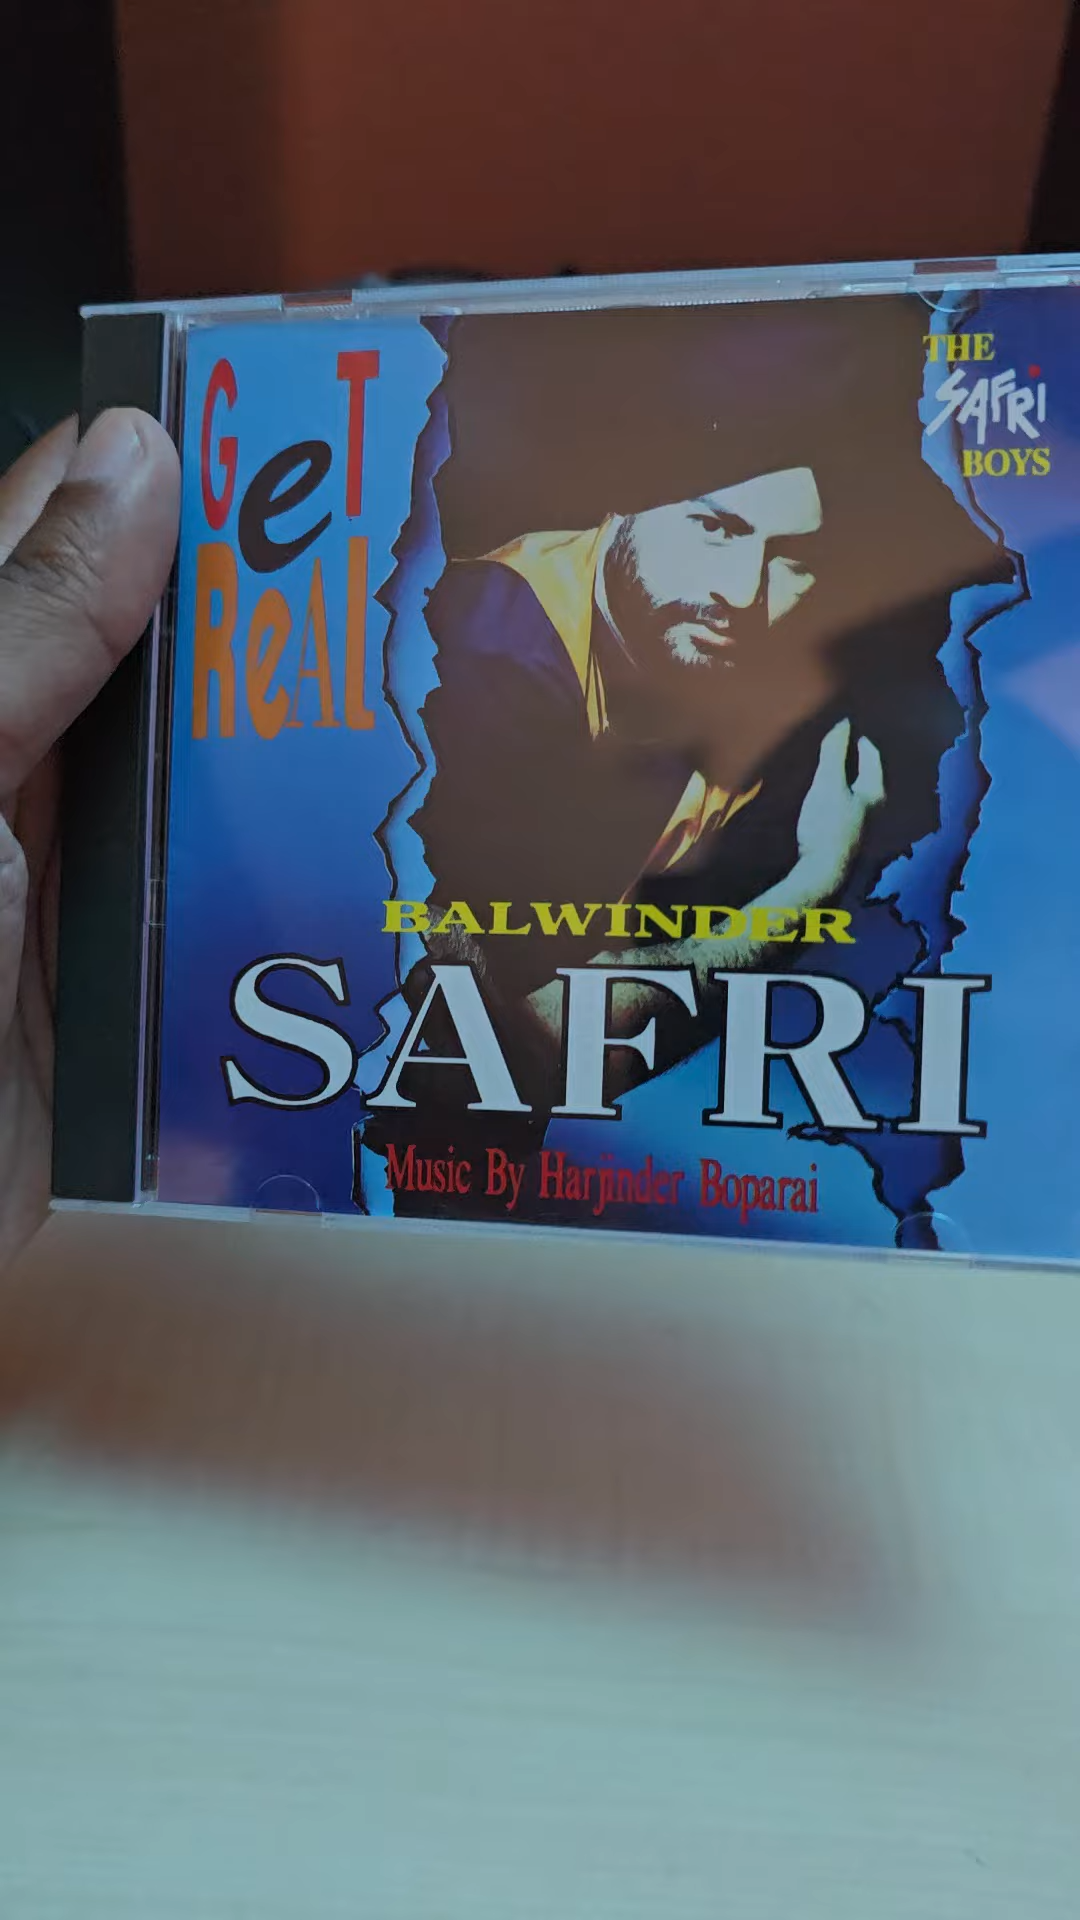 GeT
ReAl
THE
SAFRi
BOYS
BALWINDER
SAFRI
Music By Harjinder Boparai